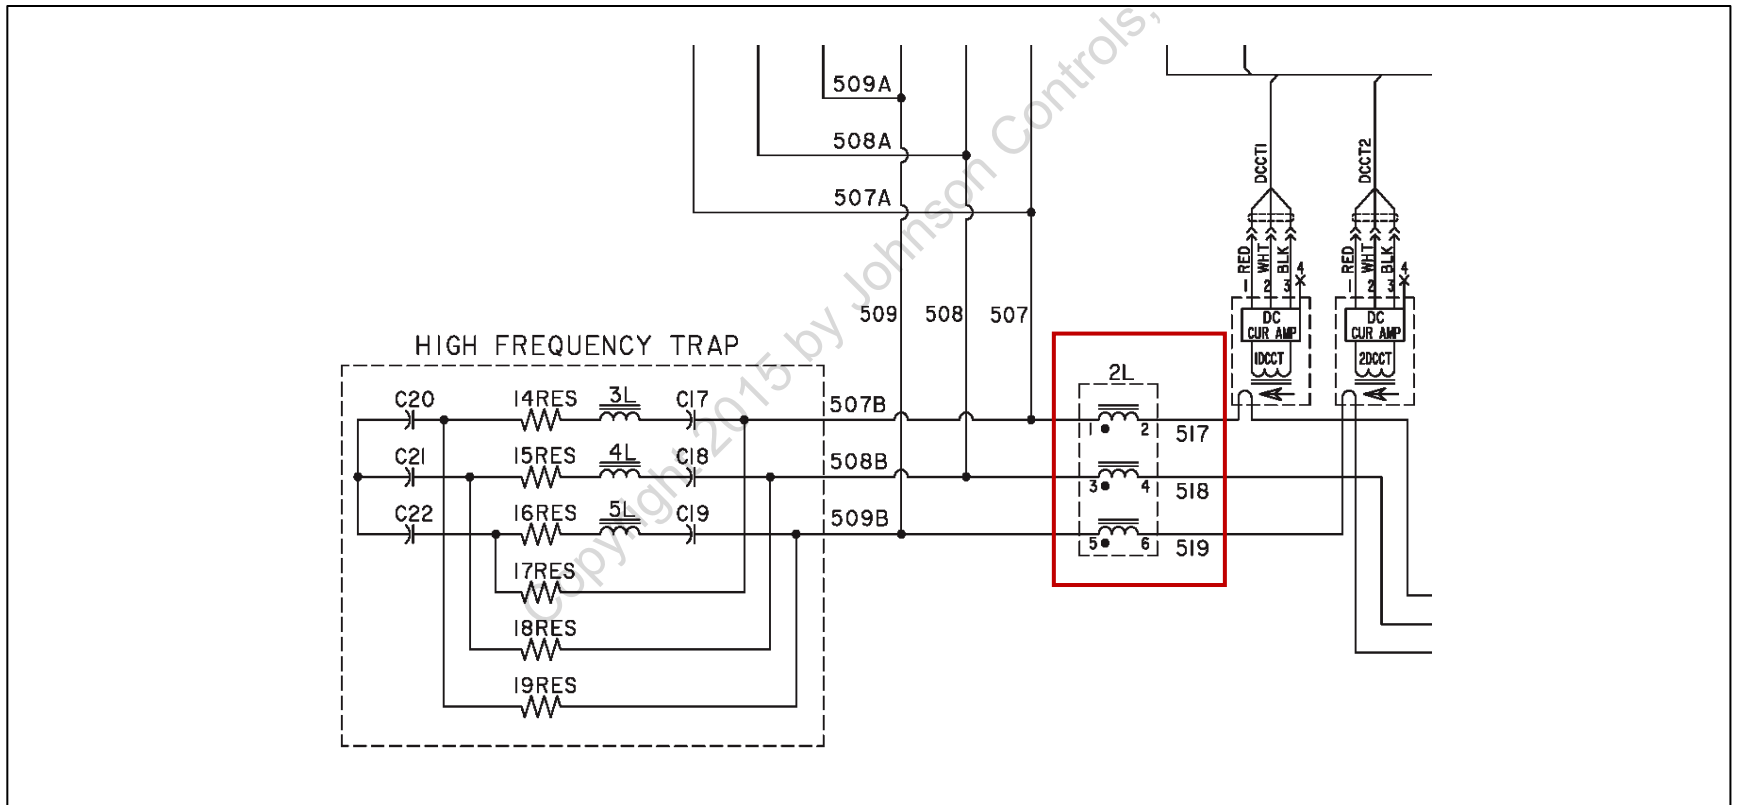 509A
508A
507A
509 508 507
DCCT1
DCCT2
RED WHT BLK 4
1 2 3
DC
CUR AMP
1DCCT
RED WHT BLK 4
1 2 3
DC
CUR AMP
2DCCT
HIGH FREQUENCY TRAP
C20 14RES 3L C17 507B
C21 15RES 4L C18 508B
C22 16RES 5L C19 509B
17RES
18RES
19RES
2L
1 2 517
3 4 518
5 6 519
Copyright 2015 by Johnson Controls,